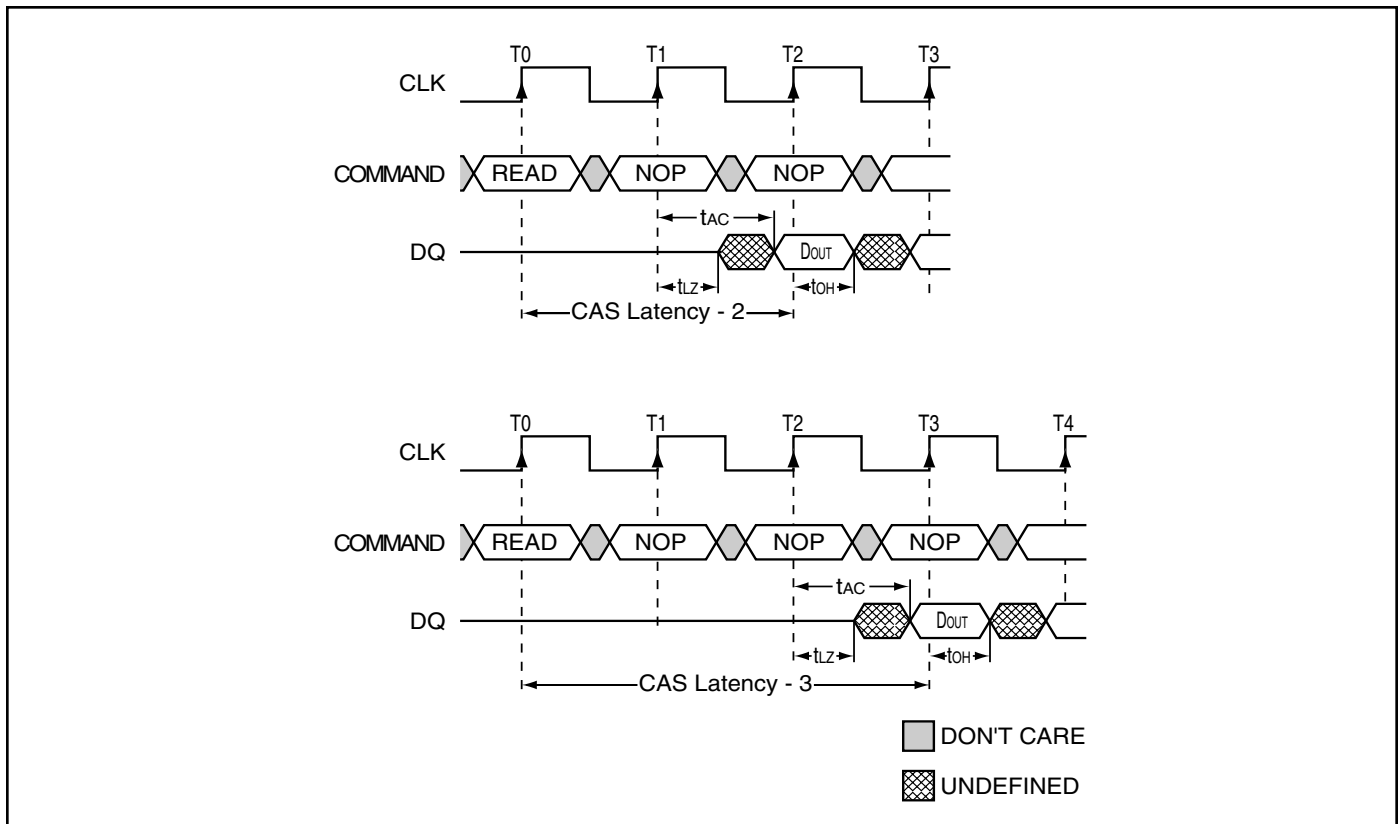 T0 T1 T2 T3
CLK
COMMAND READ NOP NOP
tAC
DQ DOUT
tLZ tOH
CAS Latency - 2
T0 T1 T2 T3 T4
CLK
COMMAND READ NOP NOP NOP
tAC
DQ DOUT
tLZ tOH
CAS Latency - 3
DON'T CARE
UNDEFINED